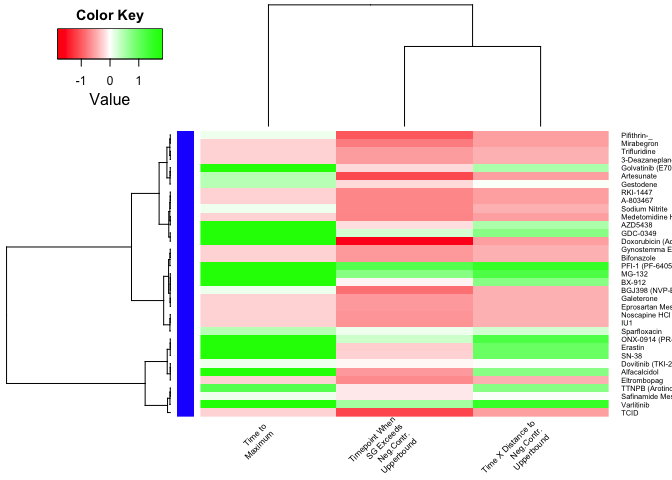 Color Key
-1 0 1
Value
Pifithrin-_
Mirabegron
Trifluridine
3-Deazaneplan
Golvatinib (E70
Artesunate
Gestodene
RKI-1447
A-803467
Sodium Nitrite
Medetomidine H
AZD5438
GDC-0349
Doxorubicin (Ad
Gynostemma E
Bifonazole
PFI-1 (PF-6405
MG-132
BX-912
BGJ398 (NVP-B
Galeterone
Eprosartan Mes
Noscapine HCl
IU1
Sparfloxacin
ONX-0914 (PR-
Erastin
SN-38
Dovitinib (TKI-2
Alfacalcidol
Eltrombopag
TTNPB (Arotino
Safinamide Mes
Varlitinib
TCID
Time to
Maximum
Timepoint When
SG Exceeds
Neg.Contr.
Upperbound
Time X Distance to
Neg.Contr.
Upperbound